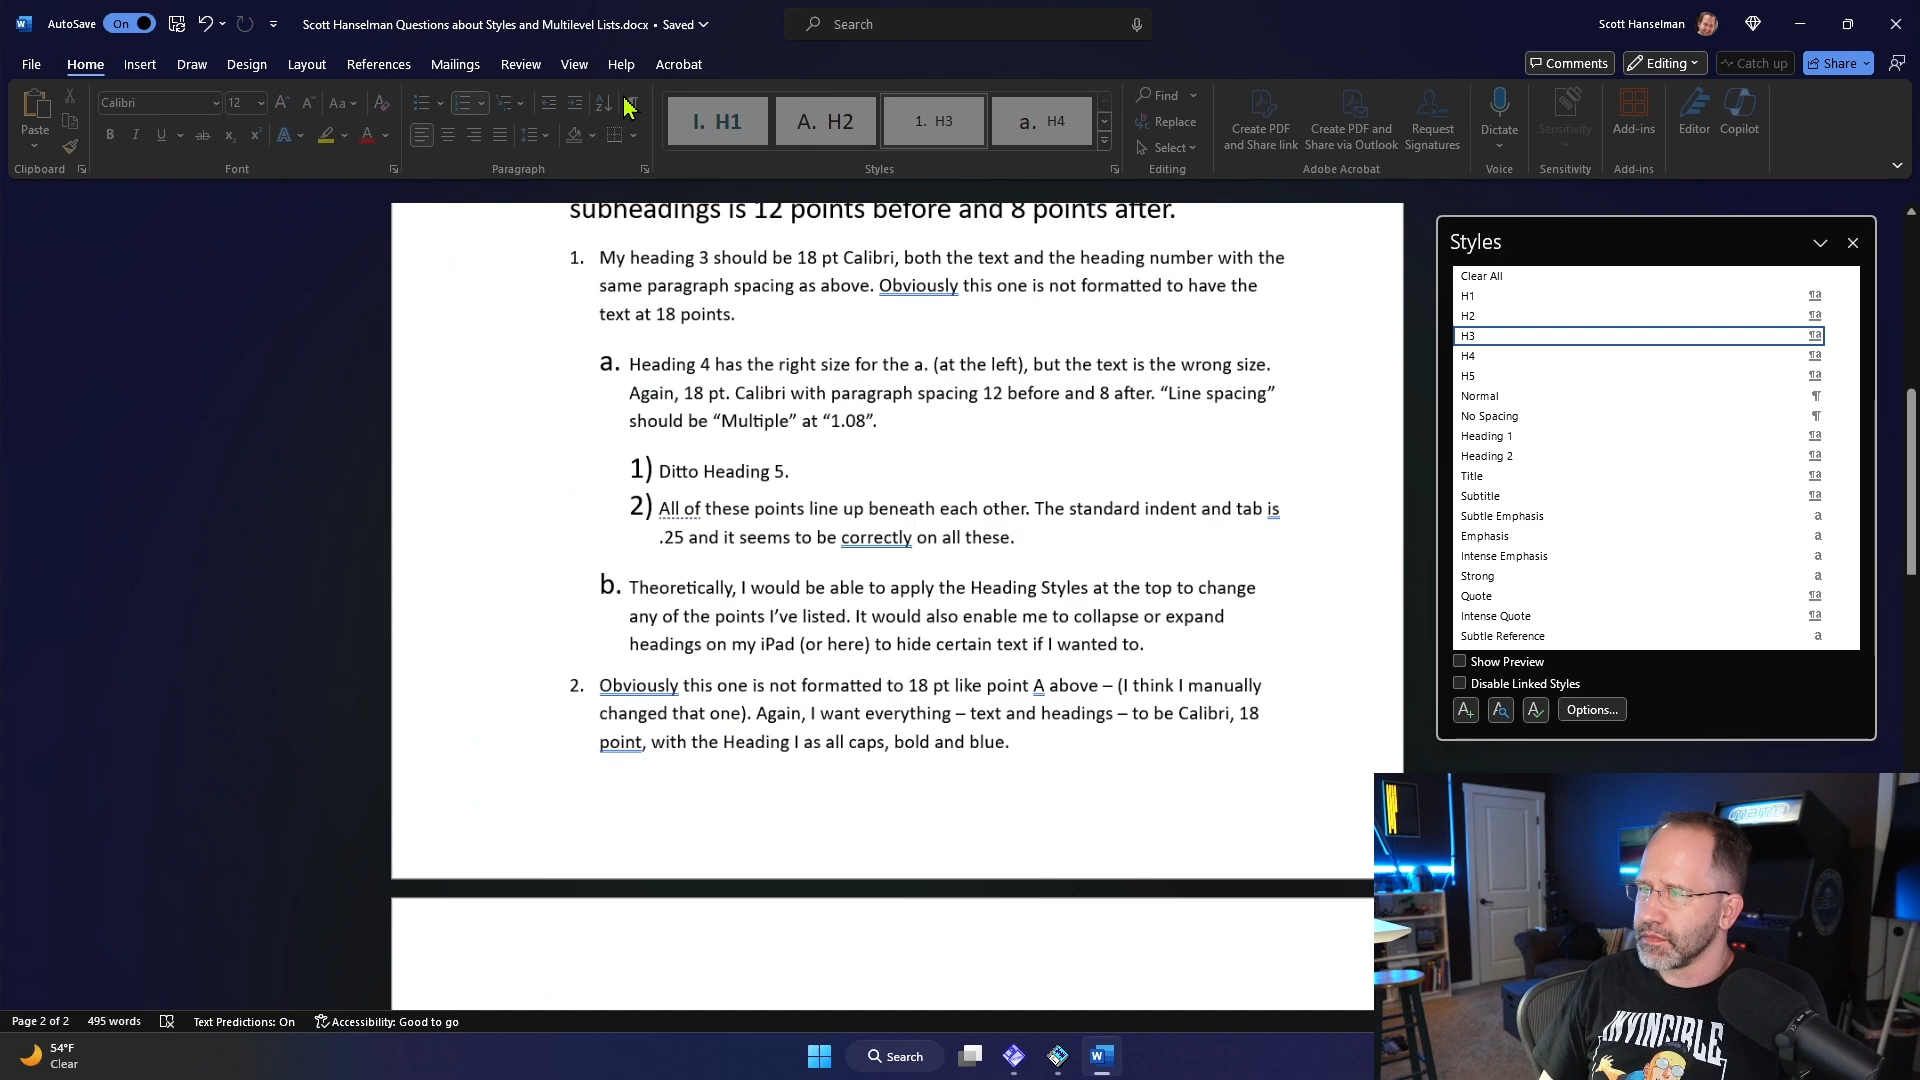 AutoSave On Scott Hanselman Questions about Styles and Multilevel Lists.docx • Saved Search Scott Hanselman
File Home Insert Draw Design Layout References Mailings Review View Help Acrobat Comments Editing Catch up Share
Paste
Clipboard
Calibri 12 Aa
B I U ab x₂ x² A A
Font
Paragraph
I. H1 A. H2 1. H3 a. H4
Styles
Find
Replace
Select
Editing
Create PDF and Share link
Create PDF and Share via Outlook
Request Signatures
Adobe Acrobat
Dictate
Voice
Sensitivity
Sensitivity
Add-ins
Add-ins
Editor
Copilot
subheadings is 12 points before and 8 points after.
1. My heading 3 should be 18 pt Calibri, both the text and the heading number with the
same paragraph spacing as above. Obviously this one is not formatted to have the
text at 18 points.
a. Heading 4 has the right size for the a. (at the left), but the text is the wrong size.
Again, 18 pt. Calibri with paragraph spacing 12 before and 8 after. “Line spacing”
should be “Multiple” at “1.08”.
1) Ditto Heading 5.
2) All of these points line up beneath each other. The standard indent and tab is
.25 and it seems to be correctly on all these.
b. Theoretically, I would be able to apply the Heading Styles at the top to change
any of the points I’ve listed. It would also enable me to collapse or expand
headings on my iPad (or here) to hide certain text if I wanted to.
2. Obviously this one is not formatted to 18 pt like point A above – (I think I manually
changed that one). Again, I want everything – text and headings – to be Calibri, 18
point, with the Heading I as all caps, bold and blue.
Styles
Clear All
H1 ¶a
H2 ¶a
H3 ¶a
H4 ¶a
H5 ¶a
Normal ¶
No Spacing ¶
Heading 1 ¶a
Heading 2 ¶a
Title ¶a
Subtitle ¶a
Subtle Emphasis a
Emphasis a
Intense Emphasis a
Strong a
Quote ¶a
Intense Quote ¶a
Subtle Reference a
Show Preview
Disable Linked Styles
Options...
INVINCIBLE
Page 2 of 2 495 words Text Predictions: On Accessibility: Good to go
54°F
Clear
Search